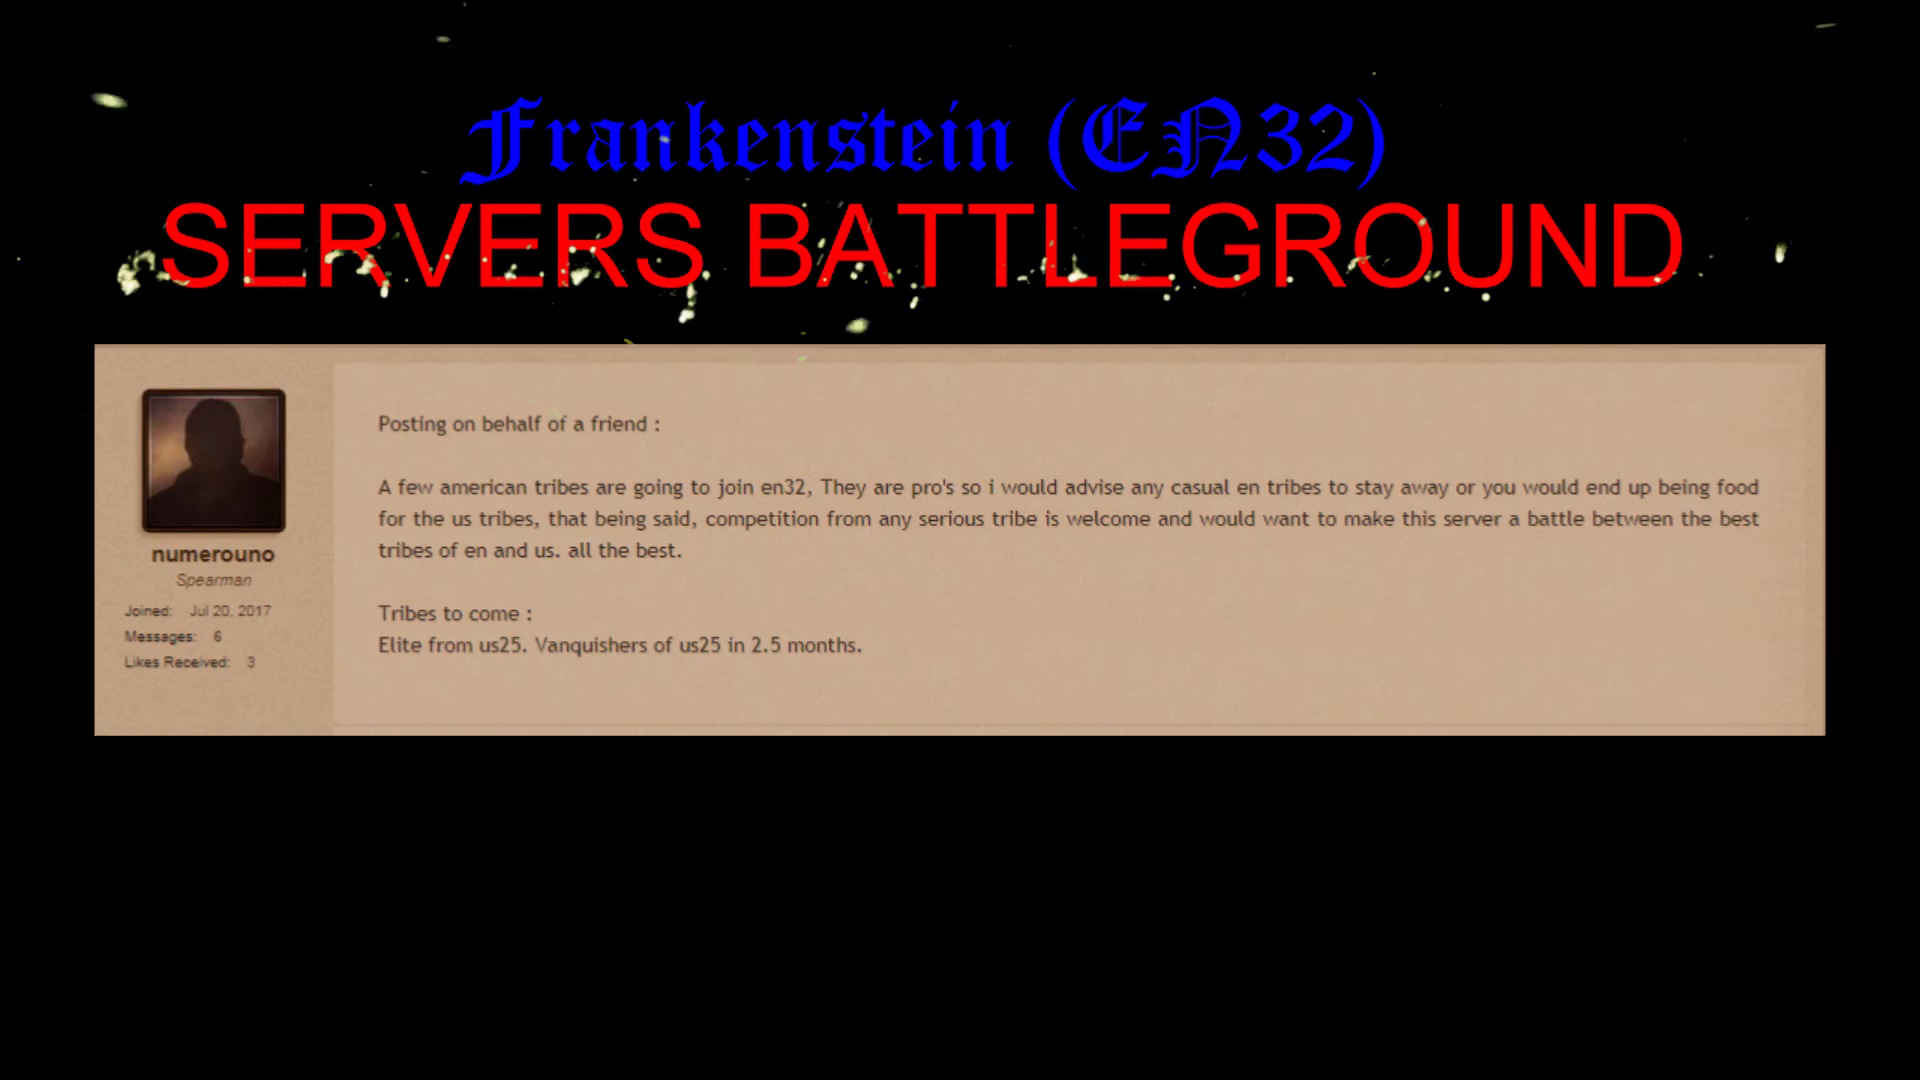 Frankenstein (EN32)
SERVERS BATTLEGROUND
numerouno
Spearman
Joined: Jul 20, 2017
Messages: 6
Likes Received: 3
Posting on behalf of a friend :
A few american tribes are going to join en32, They are pro's so i would advise any casual en tribes to stay away or you would end up being food
for the us tribes, that being said, competition from any serious tribe is welcome and would want to make this server a battle between the best
tribes of en and us. all the best.
Tribes to come :
Elite from us25. Vanquishers of us25 in 2.5 months.